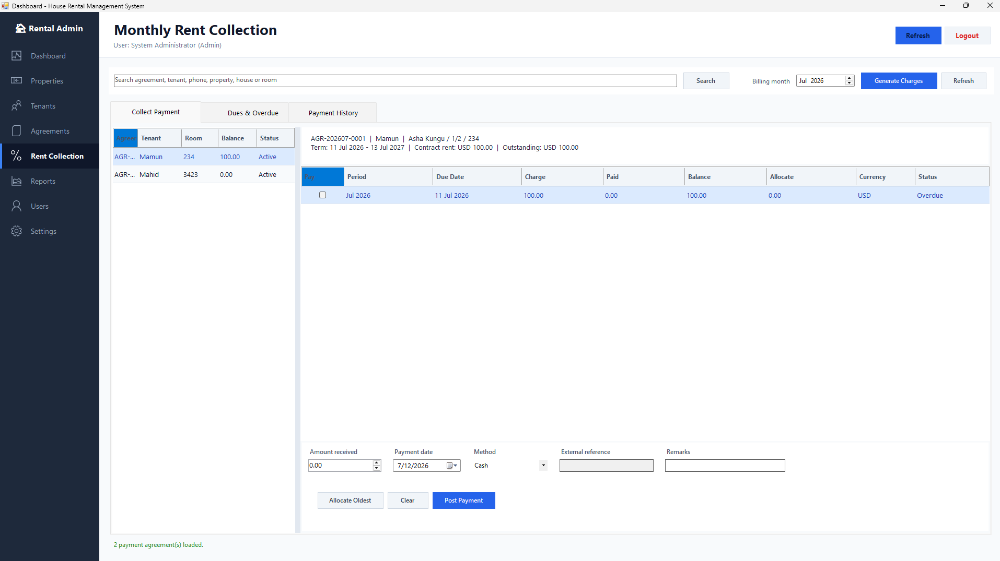 Dashboard - House Rental Management System
Rental Admin
Dashboard
Properties
Tenants
Agreements
Rent Collection
Reports
Users
Settings
Monthly Rent Collection
User: System Administrator (Admin)
Refresh
Logout
Search agreement, tenant, phone, property, house or room
Search
Billing month
Jul 2026
Generate Charges
Refresh
Collect Payment
Dues & Overdue
Payment History
Agreer Tenant Room Balance Status
AGR-... Mamun 234 100.00 Active
AGR-... Mahid 3423 0.00 Active
AGR-202607-0001 | Mamun | Asha Kungu / 1/2 / 234
Term: 11 Jul 2026 - 13 Jul 2027 | Contract rent: USD 100.00 | Outstanding: USD 100.00
Pay Period Due Date Charge Paid Balance Allocate Currency Status
Jul 2026 11 Jul 2026 100.00 0.00 100.00 0.00 USD Overdue
Amount received Payment date Method External reference Remarks
0.00 7/12/2026 Cash
Allocate Oldest
Clear
Post Payment
2 payment agreement(s) loaded.